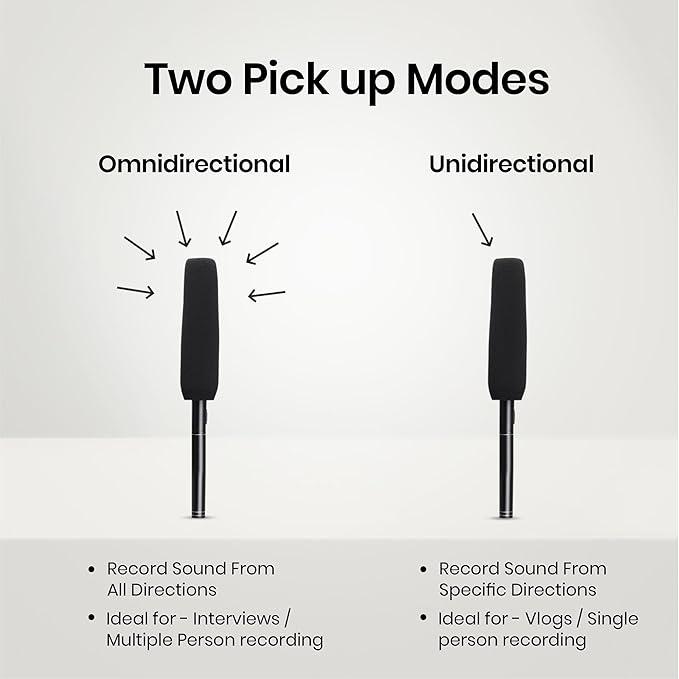 Two Pick up Modes
Omnidirectional
Unidirectional
• Record Sound From
All Directions
• Ideal for - Interviews /
Multiple Person recording
• Record Sound From
Specific Directions
• Ideal for - Vlogs / Single
person recording